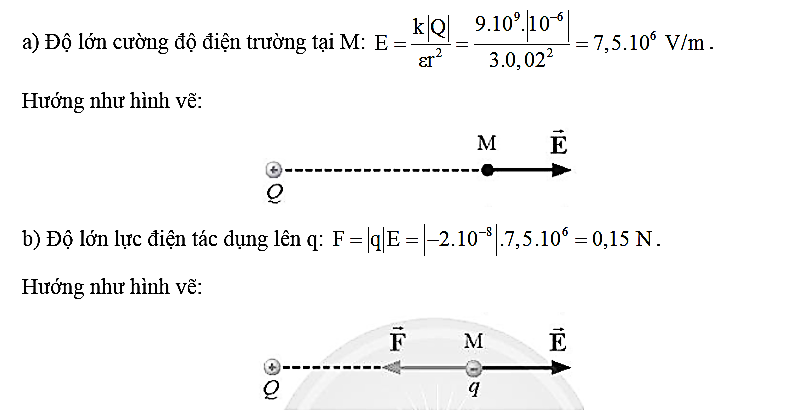 a) Độ lớn cường độ điện trường tại M: E = k|Q|/εr² = 9.10⁹.|10⁻⁶|/3.0,02² = 7,5.10⁶ V/m .
Hướng như hình vẽ:
M E⃗
+
Q
b) Độ lớn lực điện tác dụng lên q: F = |q|E = |−2.10⁻⁸|.7,5.10⁶ = 0,15 N .
Hướng như hình vẽ:
F⃗ M E⃗
+ −
Q q